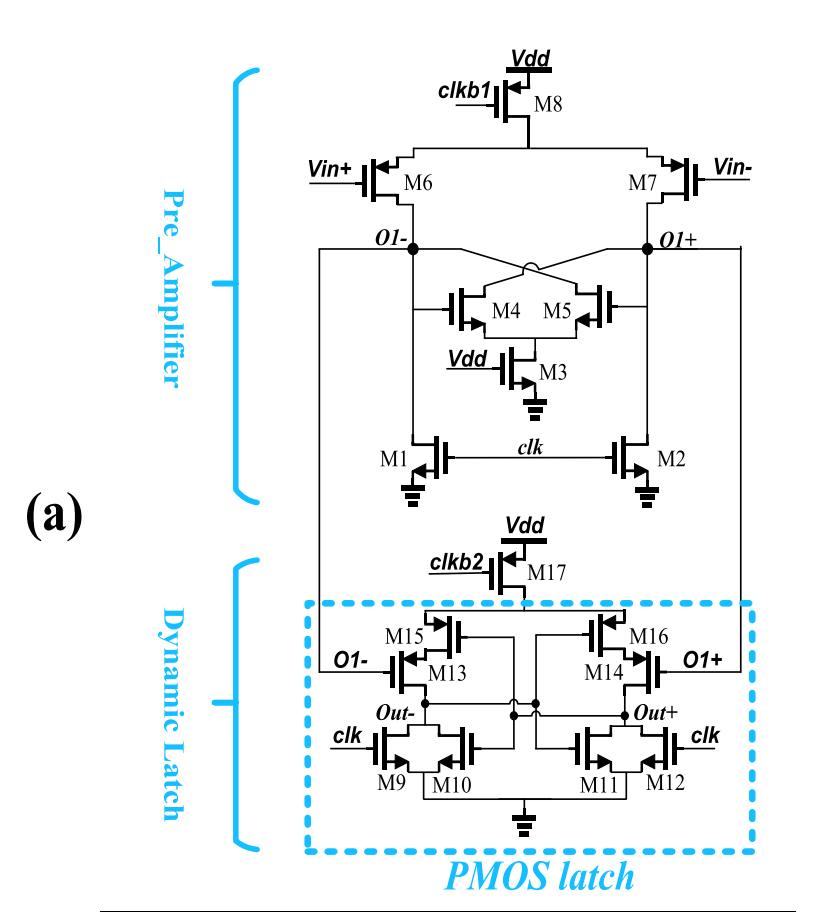 Vdd
clkb1
M8
Vin+
M6
M7
Vin-
O1-
O1+
M4
M5
Vdd
M3
M1
clk
M2
Pre_Amplifier
(a)
Vdd
clkb2
M17
M15
M16
O1-
M13
M14
O1+
Out-
Out+
clk
clk
M9
M10
M11
M12
Dynamic Latch
PMOS latch